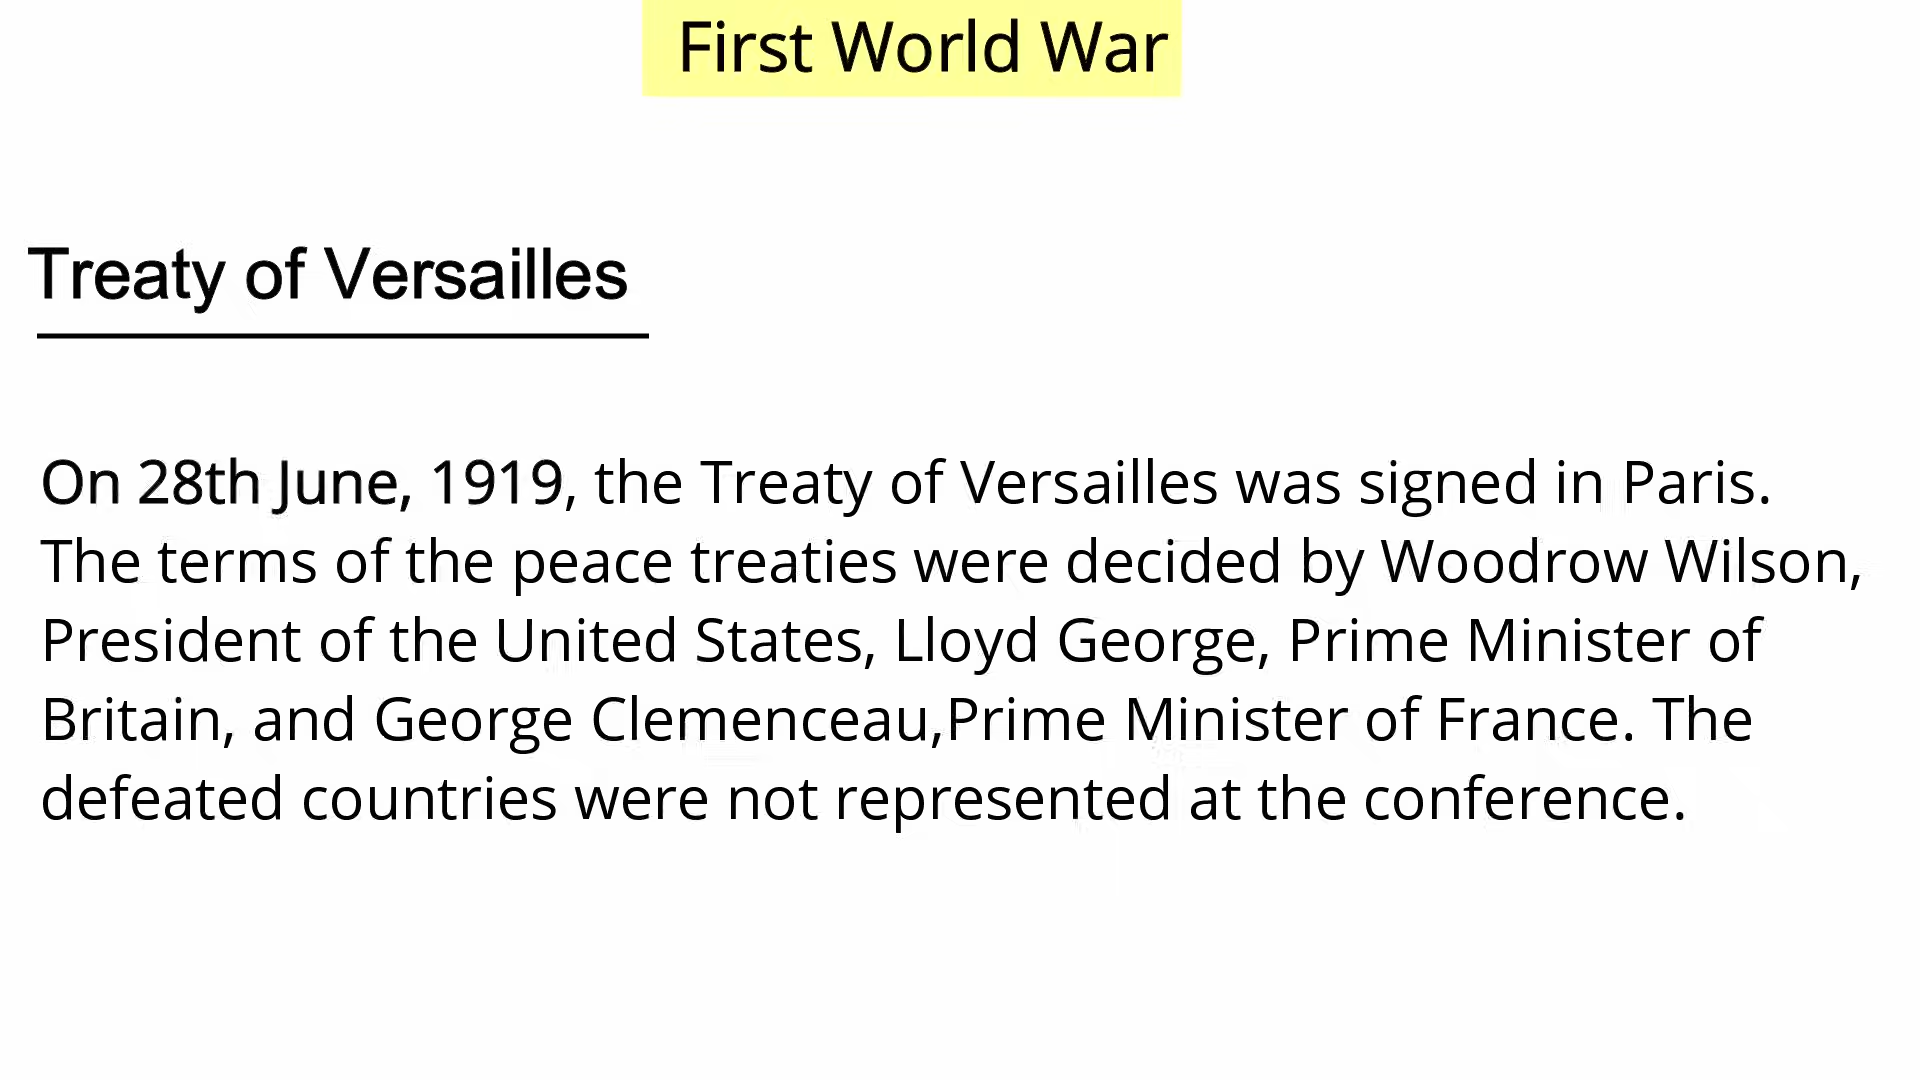 First World War
Treaty of Versailles
On 28th June, 1919, the Treaty of Versailles was signed in Paris.
The terms of the peace treaties were decided by Woodrow Wilson,
President of the United States, Lloyd George, Prime Minister of
Britain, and George Clemenceau,Prime Minister of France. The
defeated countries were not represented at the conference.